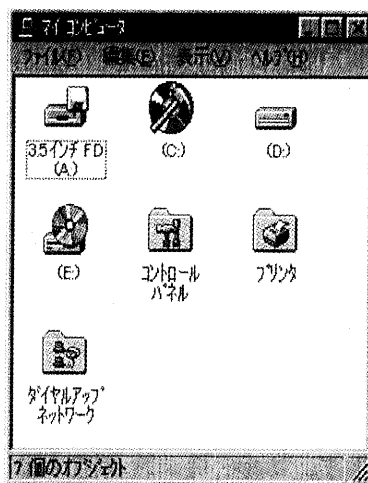 マイ コンピュータ
ファイル(F) 編集(E) 表示(V) ヘルプ(H)
3.5インチ FD
(A:)
(C:)
(D:)
(E:)
コントロール
パネル
プリンタ
ダイヤルアップ
ネットワーク
7 個のオブジェクト